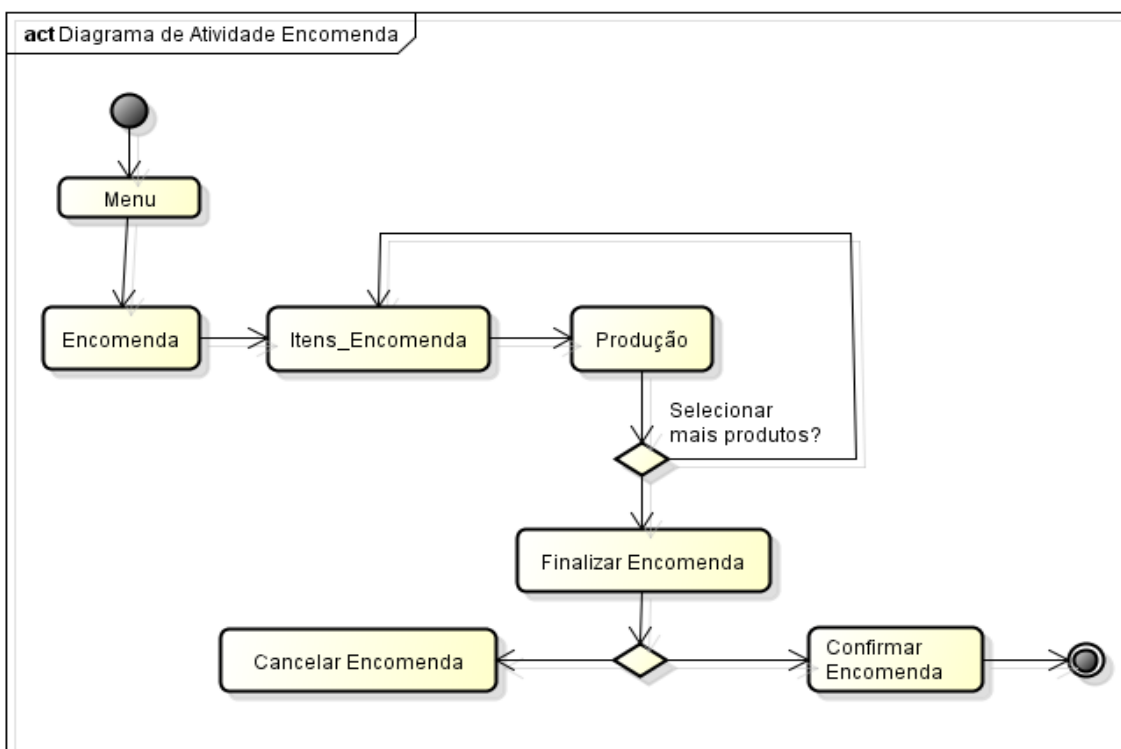 act Diagrama de Atividade Encomenda
Menu
Encomenda
Itens_Encomenda
Produção
Selecionar
mais produtos?
Finalizar Encomenda
Cancelar Encomenda
Confirmar
Encomenda